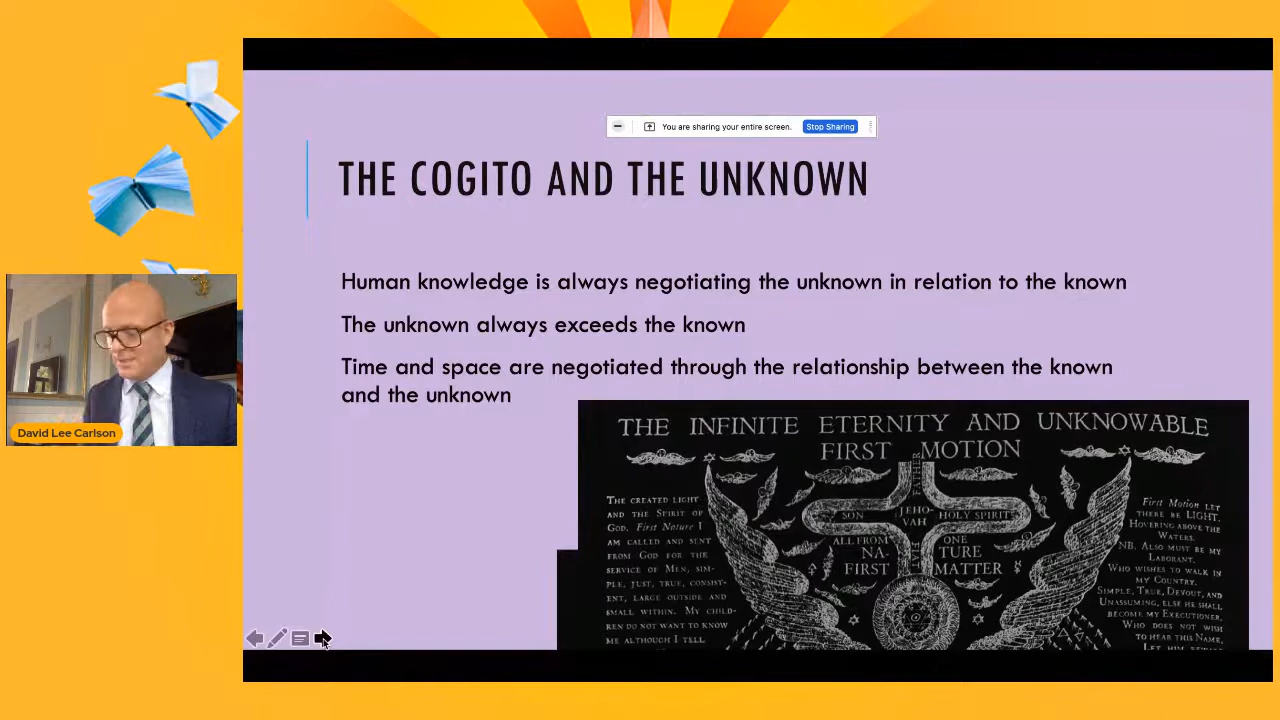 You are sharing your entire screen.
Stop Sharing
THE COGITO AND THE UNKNOWN
Human knowledge is always negotiating the unknown in relation to the known
The unknown always exceeds the known
Time and space are negotiated through the relationship between the known
and the unknown
David Lee Carlson
THE INFINITE ETERNITY AND UNKNOWABLE
FIRST MOTION
FATHER
SON
JEHO-
VAH
HOLY SPIRIT
ALL FROM
ONE
NA-
TURE
FIRST
MATTER
THE CREATED LIGHT
AND THE SPIRIT OF
GOD. First Nature I
AM CALLED AND SENT
FROM GOD FOR THE
SERVICE OF MEN, SIM-
PLE, JUST, TRUE, CONSIST-
ENT, LARGE OUTSIDE AND
SMALL WITHIN. MY CHILD-
REN DO NOT WANT TO KNOW
ME ALTHOUGH I TELL
First Motion LET
THERE BE LIGHT,
HOVERING ABOVE THE
WATERS.
NB. ALSO MUST BE MY
LABORANT.
WHO WISHES TO WALK IN
MY COUNTRY.
SIMPLE, TRUE, DEVOUT, AND
UNASSUMING, ELSE HE SHALL
BECOME MY EXECUTIONER,
WHO DOES NOT WISH
TO HEAR THIS NAME,
LET HIM BEWARE